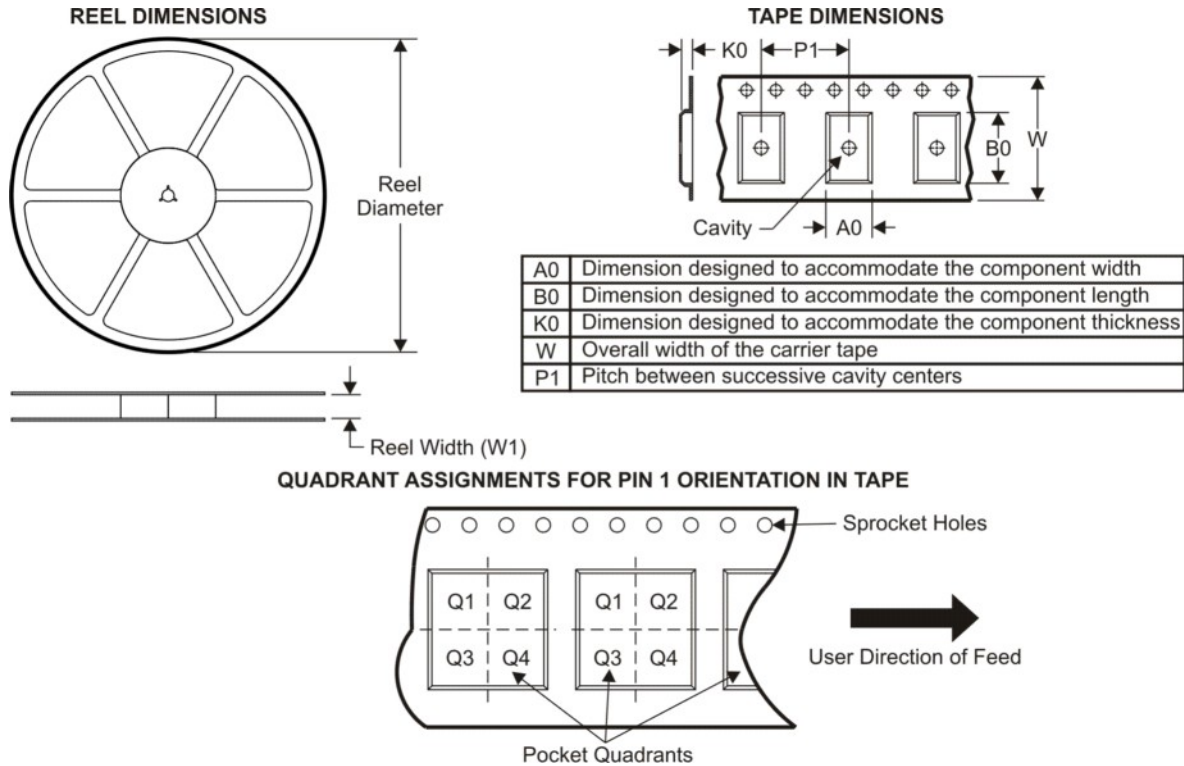 REEL DIMENSIONS
Reel
Diameter
Reel Width (W1)
TAPE DIMENSIONS
K0
P1
B0
W
Cavity
A0
A0 Dimension designed to accommodate the component width
B0 Dimension designed to accommodate the component length
K0 Dimension designed to accommodate the component thickness
W Overall width of the carrier tape
P1 Pitch between successive cavity centers
QUADRANT ASSIGNMENTS FOR PIN 1 ORIENTATION IN TAPE
Sprocket Holes
Q1 Q2 Q1 Q2
Q3 Q4 Q3 Q4
User Direction of Feed
Pocket Quadrants